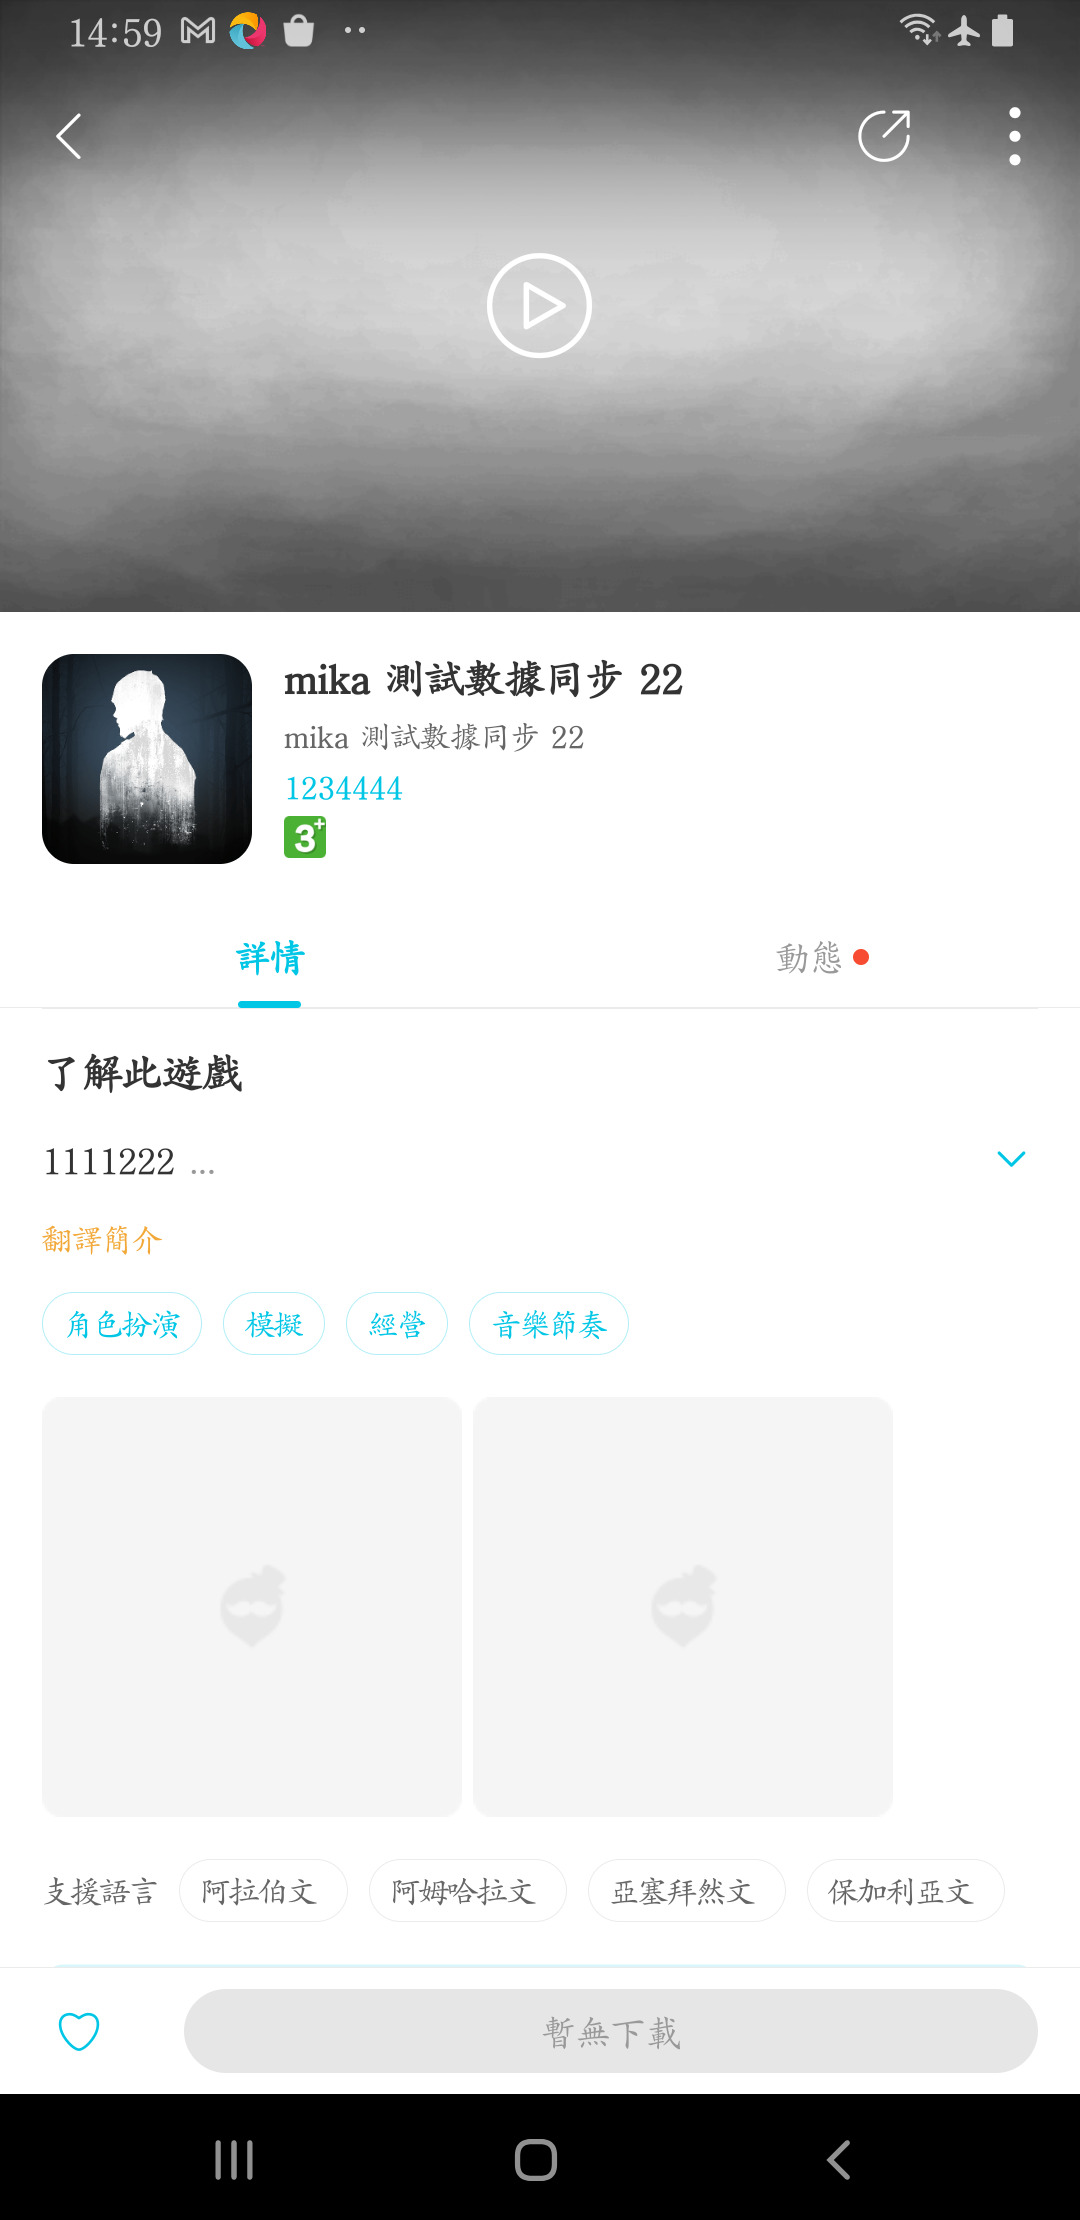 14:59
mika 測試數據同步 22
mika 測試數據同步 22
1234444
3+
詳情 動態
了解此遊戲
1111222 ...
翻譯簡介
角色扮演 模擬 經營 音樂節奏
支援語言 阿拉伯文 阿姆哈拉文 亞塞拜然文 保加利亞文
暫無下載